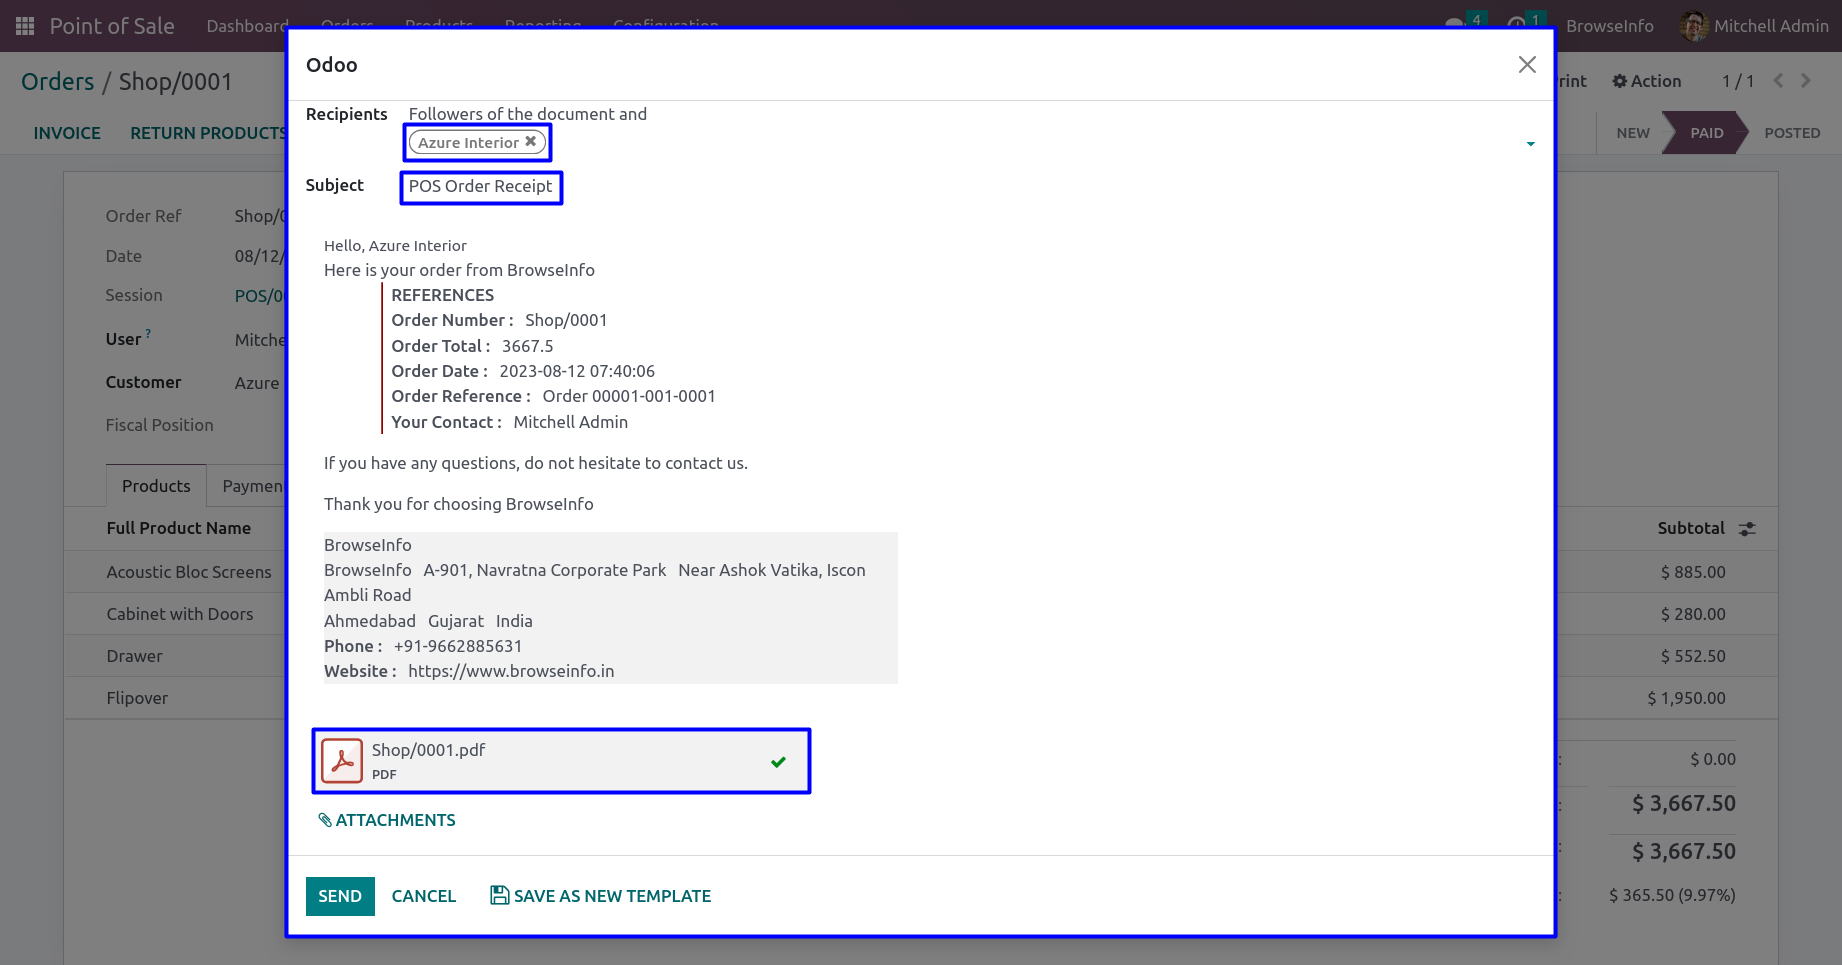 Point of Sale Dashboard Orders Products Reporting Configuration 4 1 BrowseInfo Mitchell Admin
Orders / Shop/0001
Print Action 1 / 1
INVOICE RETURN PRODUCTS
NEW PAID POSTED
Order Ref Shop/0
Date 08/12/
Session POS/00
User ? Mitche
Customer Azure
Fiscal Position
Products Paymen
Full Product Name Subtotal
Acoustic Bloc Screens $ 885.00
Cabinet with Doors $ 280.00
Drawer $ 552.50
Flipover $ 1,950.00
: $ 0.00
: $ 3,667.50
: $ 3,667.50
: $ 365.50 (9.97%)
Odoo
Recipients Followers of the document and
Azure Interior
Subject POS Order Receipt
Hello, Azure Interior
Here is your order from BrowseInfo
REFERENCES
Order Number : Shop/0001
Order Total : 3667.5
Order Date : 2023-08-12 07:40:06
Order Reference : Order 00001-001-0001
Your Contact : Mitchell Admin
If you have any questions, do not hesitate to contact us.
Thank you for choosing BrowseInfo
BrowseInfo
BrowseInfo A-901, Navratna Corporate Park Near Ashok Vatika, Iscon
Ambli Road
Ahmedabad Gujarat India
Phone : +91-9662885631
Website : https://www.browseinfo.in
Shop/0001.pdf
PDF
ATTACHMENTS
SEND CANCEL SAVE AS NEW TEMPLATE